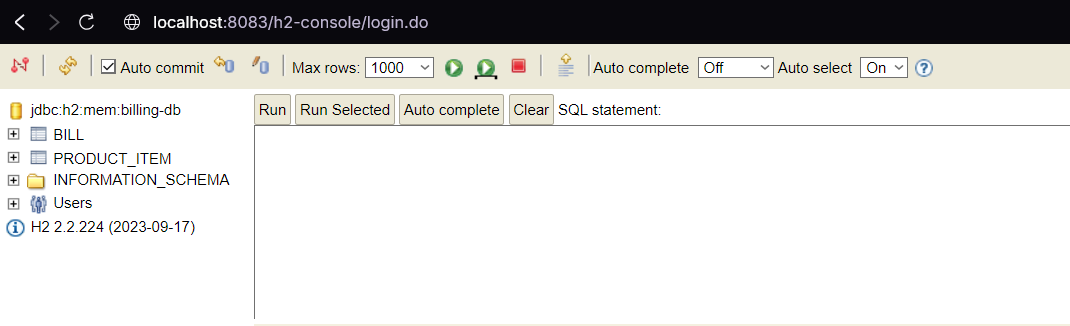 localhost:8083/h2-console/login.do
Auto commit Max rows: 1000 Auto complete Off Auto select On ?
jdbc:h2:mem:billing-db
BILL
PRODUCT_ITEM
INFORMATION_SCHEMA
Users
H2 2.2.224 (2023-09-17)
Run Run Selected Auto complete Clear SQL statement: